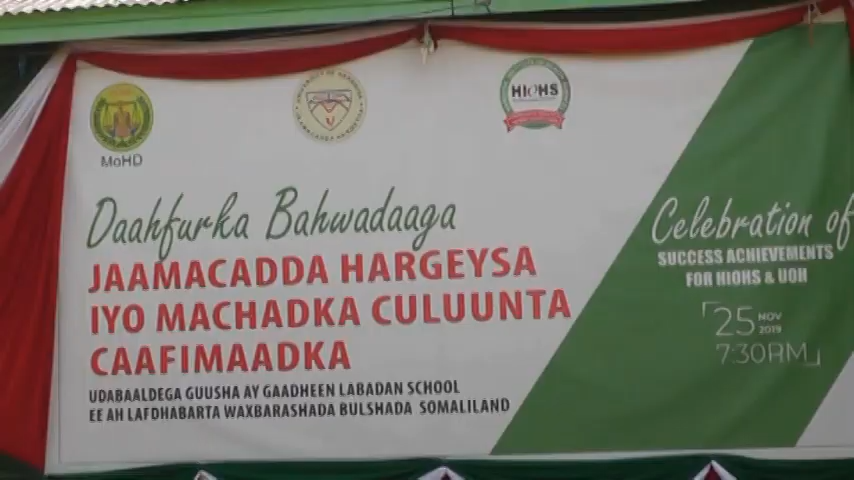 MoHD
HIOHS
Daahfurka Bahwadaaga
JAAMACADDA HARGEYSA
IYO MACHADKA CULUUNTA
CAAFIMAADKA
UDABAALDEGA GUUSHA AY GAADHEEN LABADAN SCHOOL
EE AH LAFDHABARTA WAXBARASHADA BULSHADA SOMALILAND
Celebration of
SUCCESS ACHIEVEMENTS
FOR HIOHS & UOH
25 NOV
2019
7:30PM